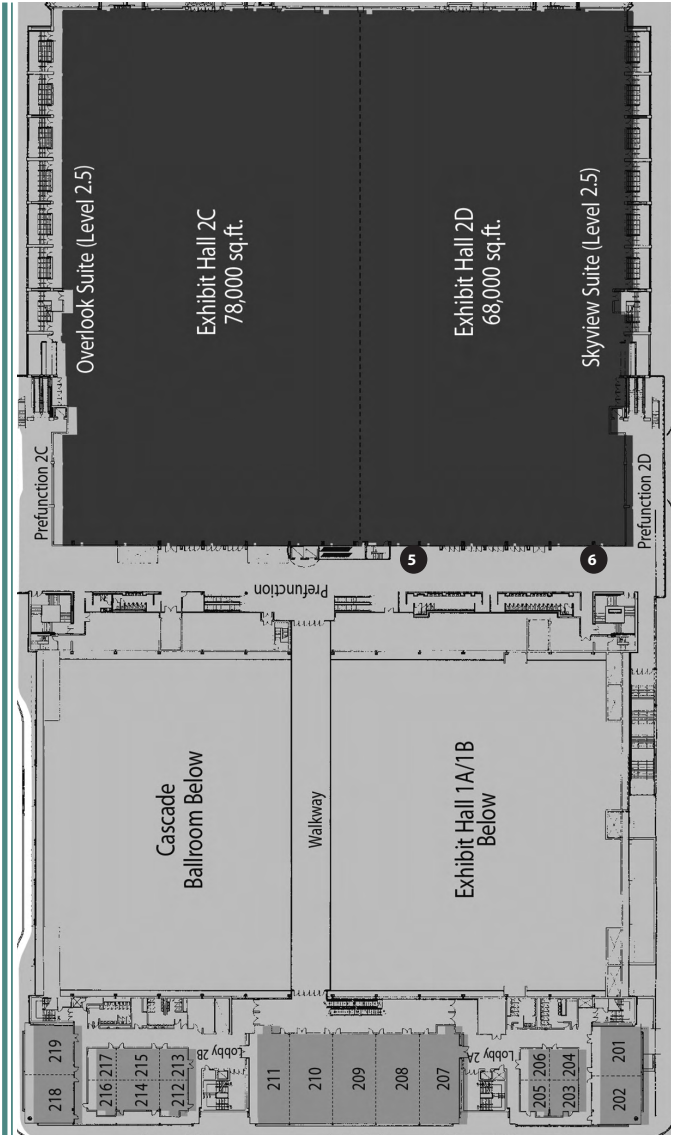 Overlook Suite (Level 2.5)
Exhibit Hall 2C
78,000 sq.ft.
Exhibit Hall 2D
68,000 sq.ft.
Skyview Suite (Level 2.5)
Prefunction 2C
Prefunction 2D
5
6
Prefunction
Cascade
Ballroom Below
Walkway
Exhibit Hall 1A/1B
Below
219
218
217
216
215
214
213
212
Lobby 2B
211
210
209
208
207
Lobby 2A
206
205
204
203
201
202